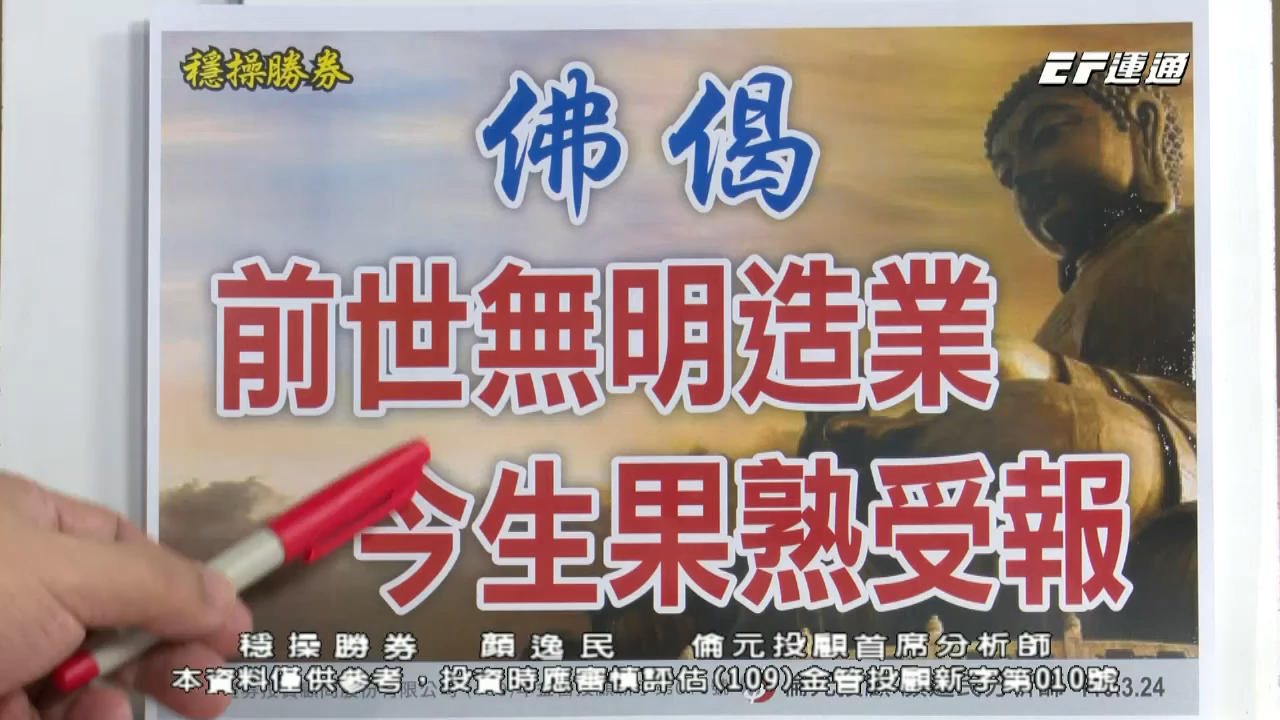 穩操勝券
EF運通
佛偈
前世無明造業
今生果熟受報
穩操勝券 顏逸民 倫元投顧首席分析師
本資料僅供參考,投資時應審慎評估(109)金管投顧新字第010號
3.24